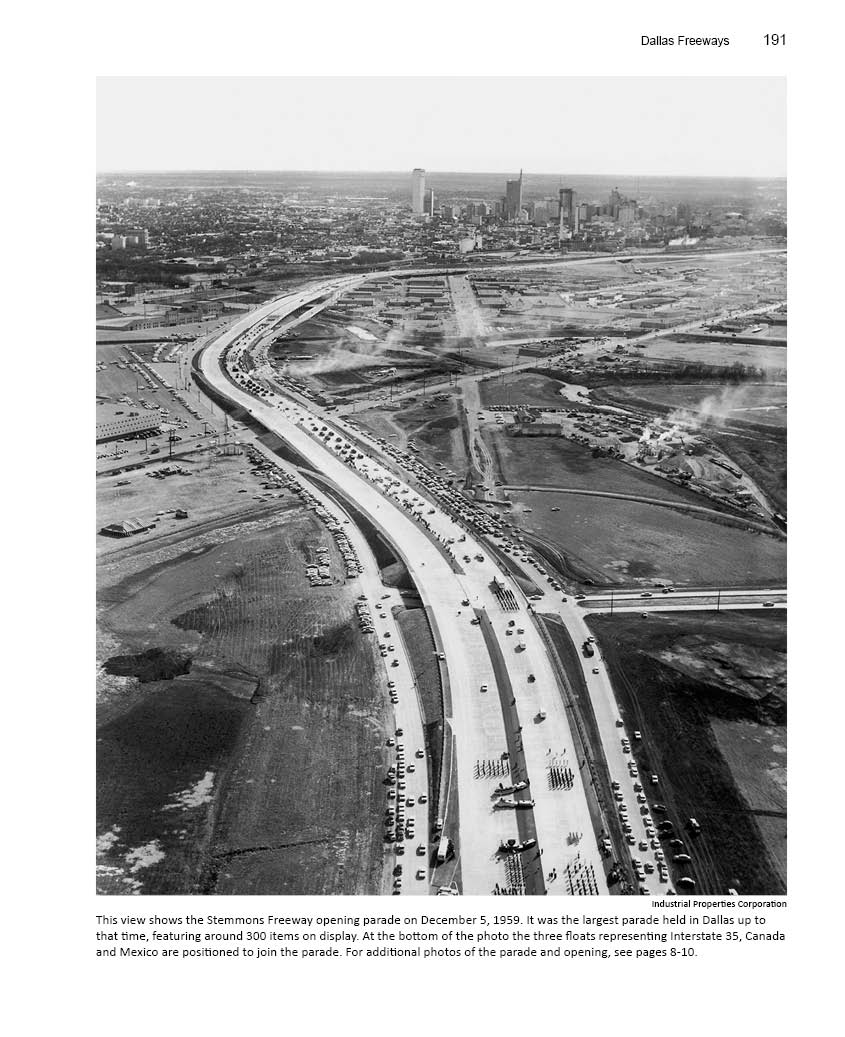 Dallas Freeways 191
Industrial Properties Corporation
This view shows the Stemmons Freeway opening parade on December 5, 1959. It was the largest parade held in Dallas up to
that time, featuring around 300 items on display. At the bottom of the photo the three floats representing Interstate 35, Canada
and Mexico are positioned to join the parade. For additional photos of the parade and opening, see pages 8-10.